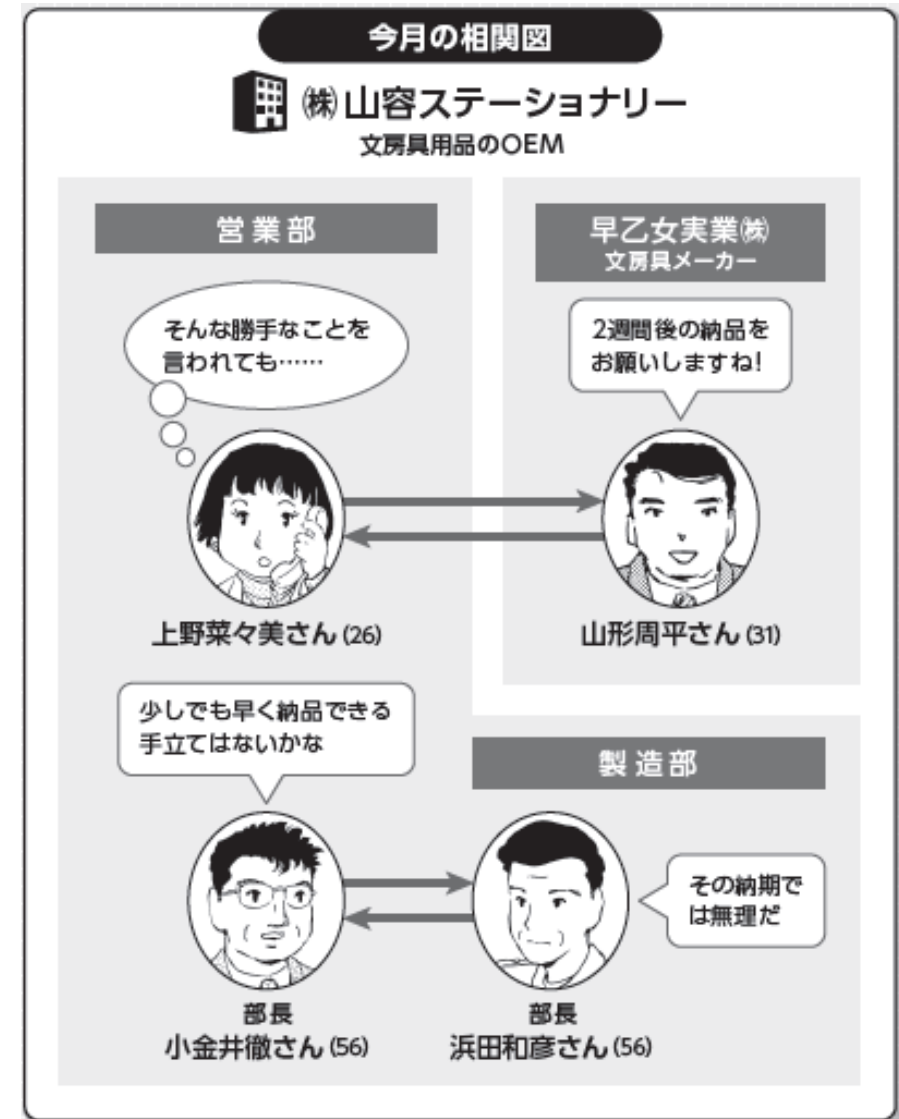 今月の相関図
㈱山容ステーショナリー
文房具用品のOEM
営業部
早乙女実業㈱
文房具メーカー
そんな勝手なことを
言われても……
2週間後の納品を
お願いしますね!
上野菜々美さん(26)
山形周平さん(31)
少しでも早く納品できる
手立てはないかな
製造部
その納期で
は無理だ
部長
小金井徹さん(56)
部長
浜田和彦さん(56)